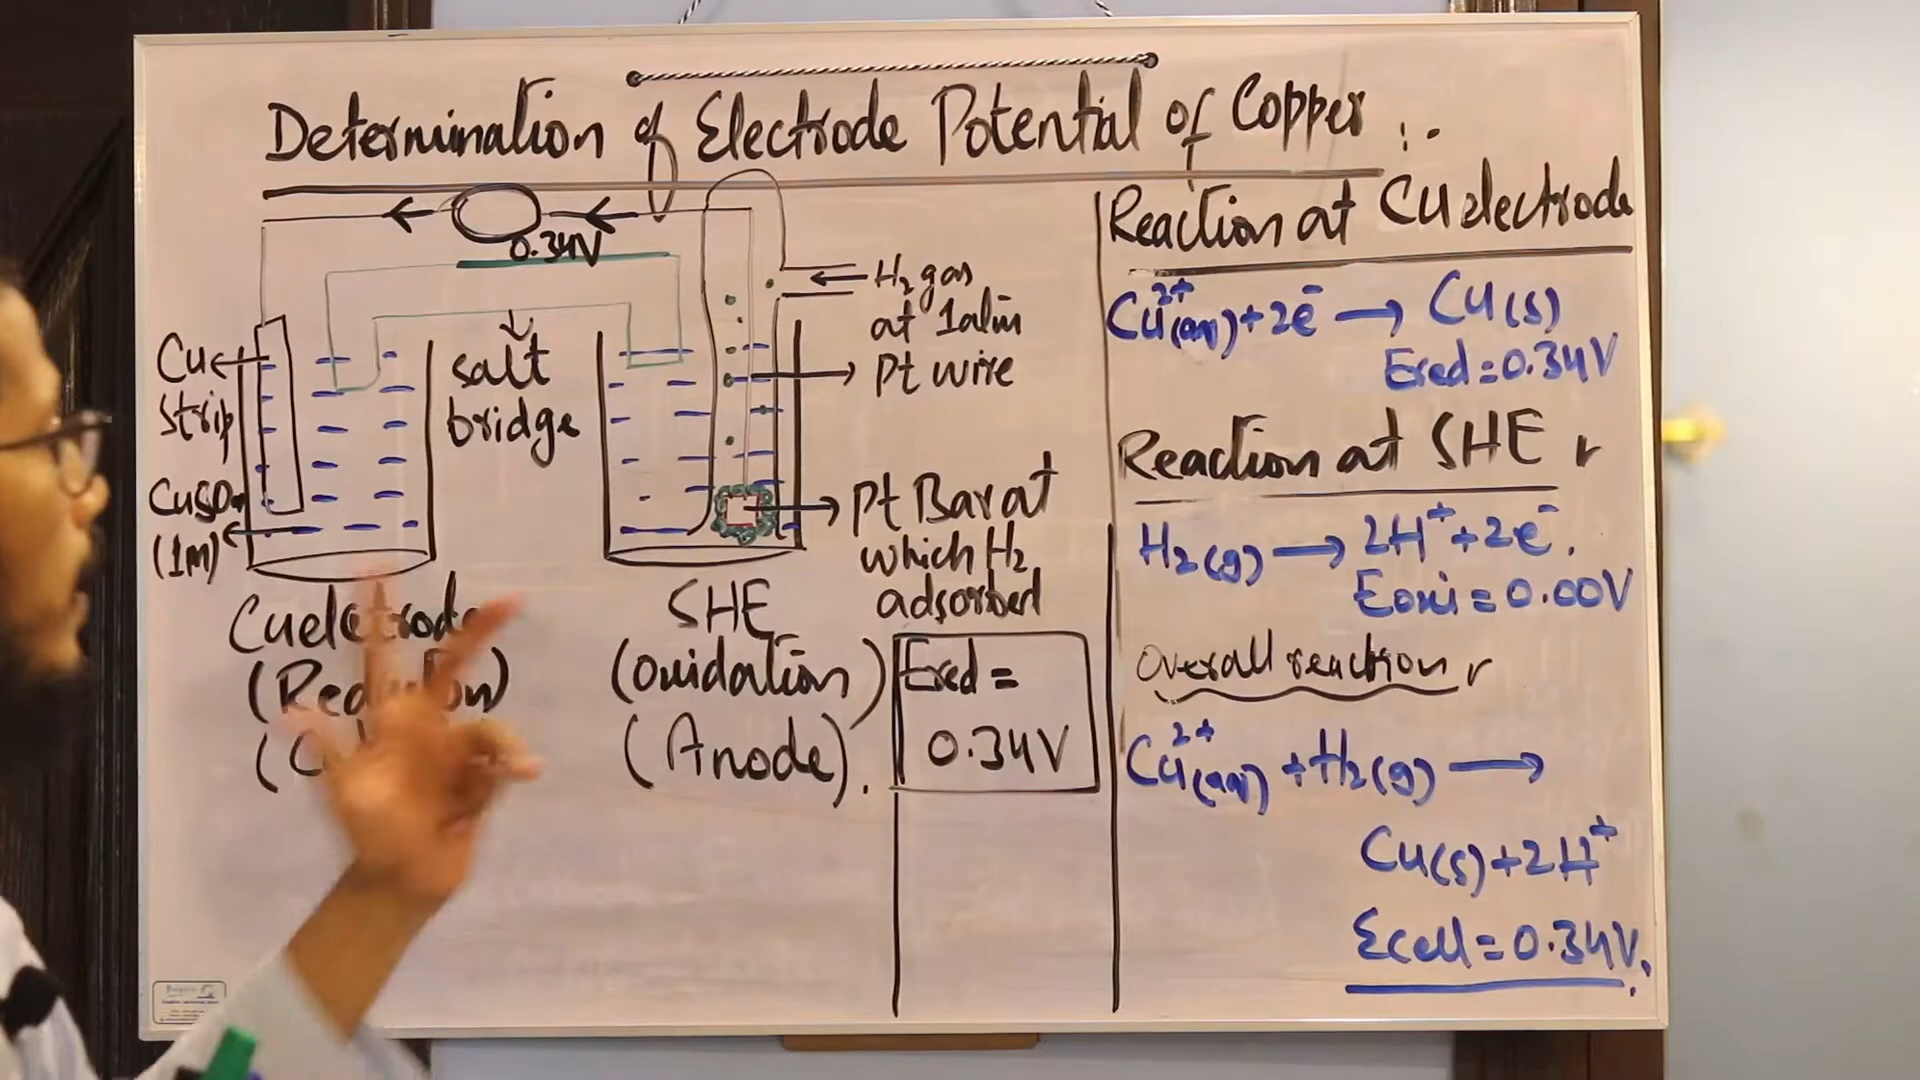 Determination of Electrode Potential of Copper :-
0.34V
H₂ gas
at 1atm
Pt wire
Cu
Strip
salt
bridge
CuSO₄
(1M)
Pt Bar at
which H₂
adsorbed
Cu eletrode
(Reduction)
SHE
(Oxidation)
(Anode).
Ered =
0.34V
Reaction at Cu electrode
Cu²⁺(aq) + 2e⁻ → Cu(s)
Ered = 0.34V
Reaction at SHE
H₂(g) → 2H⁺ + 2e⁻.
Eoxi = 0.00V
Overall reaction
Cu²⁺(aq) + H₂(g) →
Cu(s) + 2H⁺
Ecell = 0.34V.